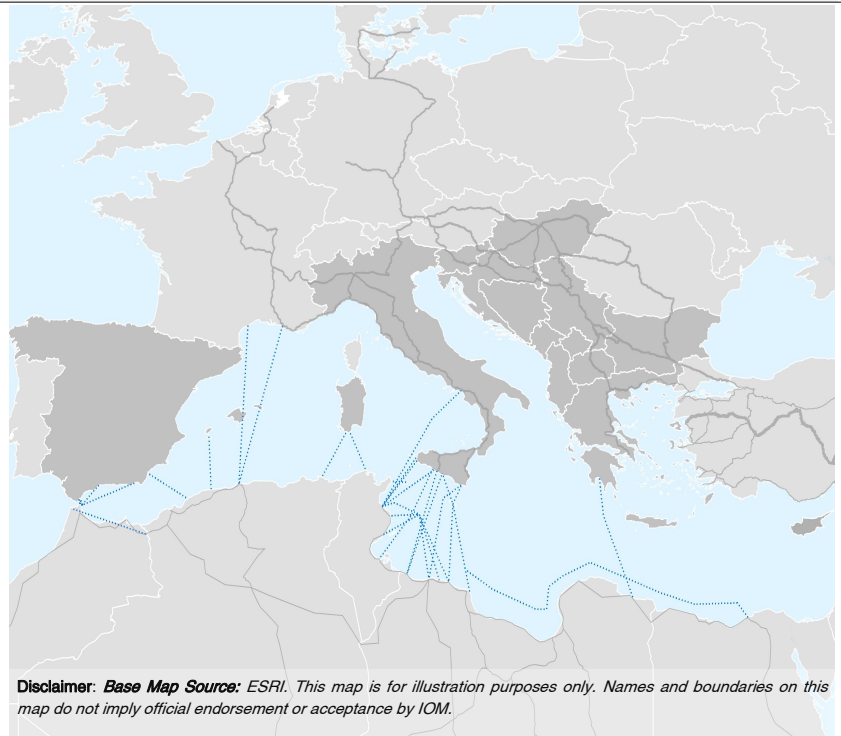 Disclaimer: Base Map Source: ESRI. This map is for illustration purposes only. Names and boundaries on this
map do not imply official endorsement or acceptance by IOM.